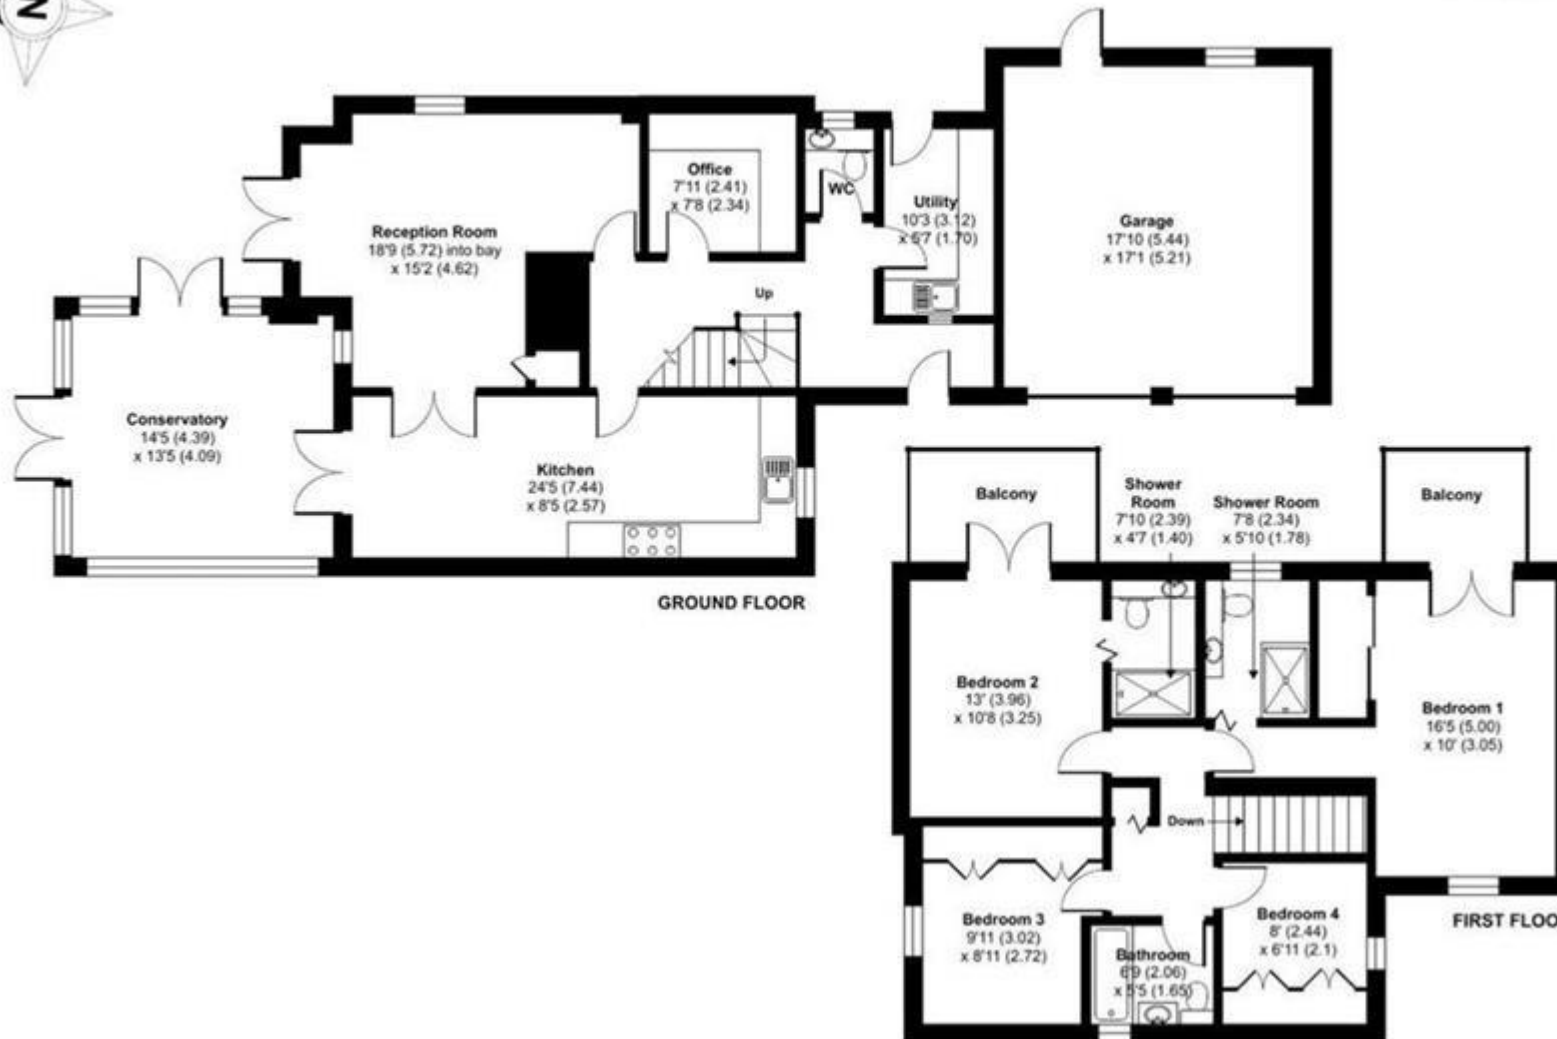 N
Reception Room
18'9 (5.72) into bay
x 15'2 (4.62)
Office
7'11 (2.41)
x 7'8 (2.34)
WC
Utility
10'3 (3.12)
x 5'7 (1.70)
Garage
17'10 (5.44)
x 17'1 (5.21)
Up
Conservatory
14'5 (4.39)
x 13'5 (4.09)
Kitchen
24'5 (7.44)
x 8'5 (2.57)
GROUND FLOOR
Balcony
Shower
Room
7'10 (2.39)
x 4'7 (1.40)
Shower Room
7'8 (2.34)
x 5'10 (1.78)
Balcony
Bedroom 2
13' (3.96)
x 10'8 (3.25)
Bedroom 1
16'5 (5.00)
x 10' (3.05)
Down
Bedroom 3
9'11 (3.02)
x 8'11 (2.72)
Bathroom
6'9 (2.06)
x 5'5 (1.65)
Bedroom 4
8' (2.44)
x 6'11 (2.1)
FIRST FLOO